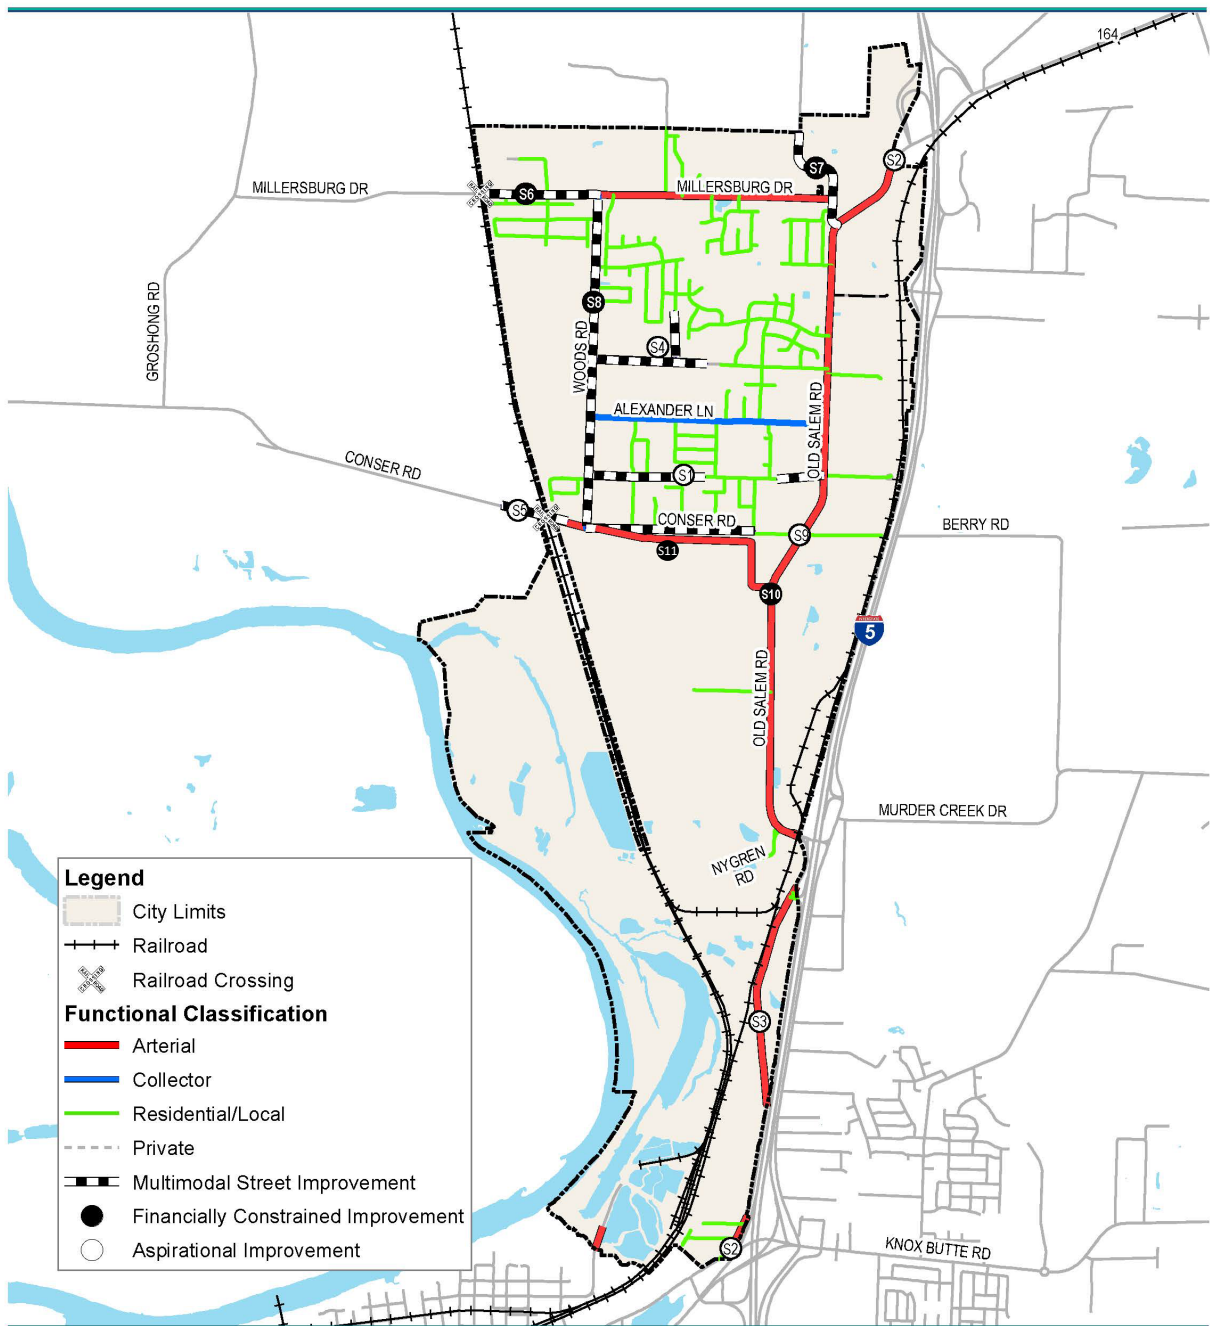 164
S2
S7
MILLERSBURG DR
MILLERSBURG DR
S6
GROSHONG RD
S8
WOODS RD
S4
ALEXANDER LN
OLD SALEM RD
CONSER RD
S1
S5
CONSER RD
BERRY RD
S9
S11
S10
5
OLD SALEM RD
MURDER CREEK DR
NYGREN
RD
S3
KNOX BUTTE RD
S2
Legend
City Limits
Railroad
Railroad Crossing
Functional Classification
Arterial
Collector
Residential/Local
Private
Multimodal Street Improvement
Financially Constrained Improvement
Aspirational Improvement